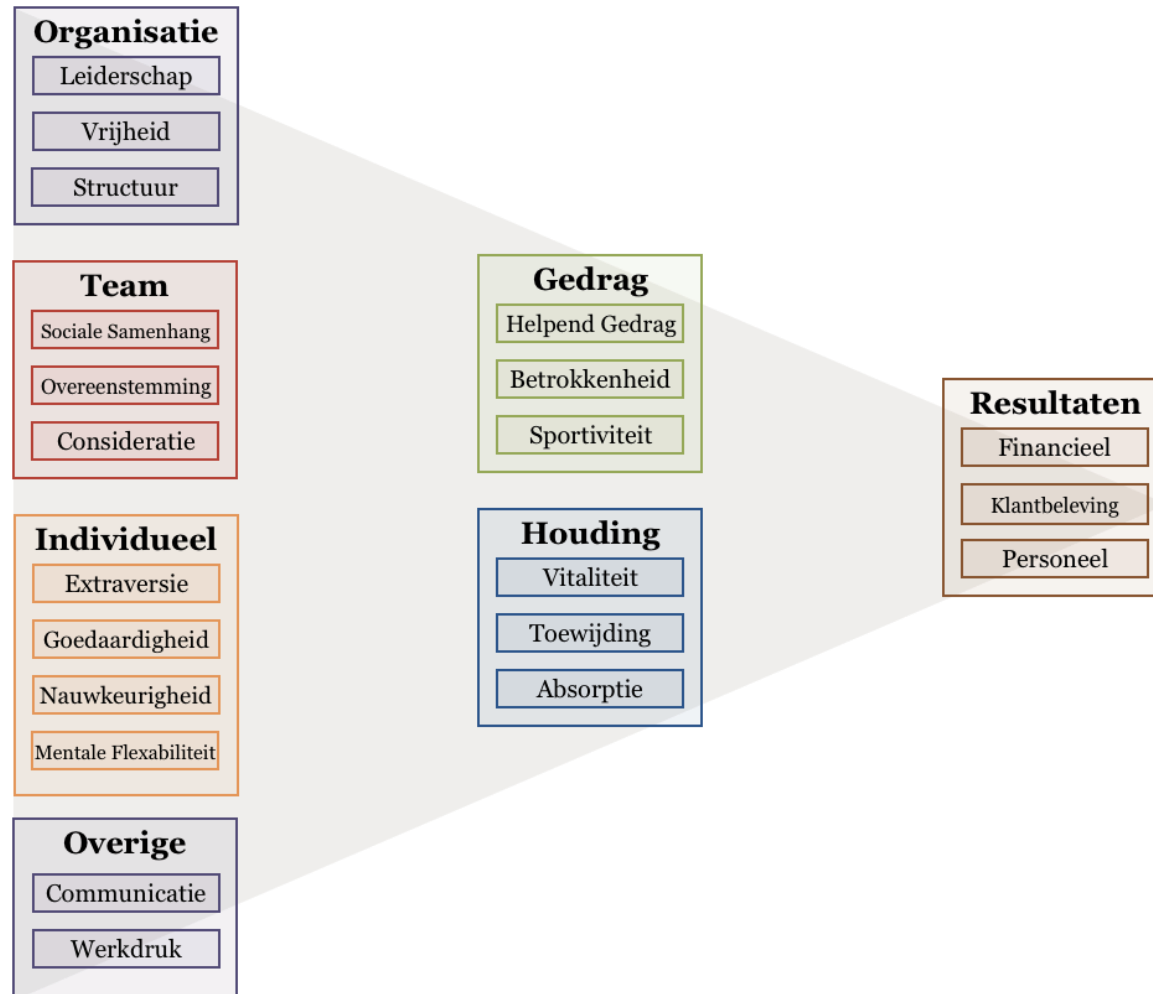 Organisatie
Leiderschap
Vrijheid
Structuur
Team
Sociale Samenhang
Overeenstemming
Consideratie
Individueel
Extraversie
Goedaardigheid
Nauwkeurigheid
Mentale Flexabiliteit
Overige
Communicatie
Werkdruk
Gedrag
Helpend Gedrag
Betrokkenheid
Sportiviteit
Houding
Vitaliteit
Toewijding
Absorptie
Resultaten
Financieel
Klantbeleving
Personeel